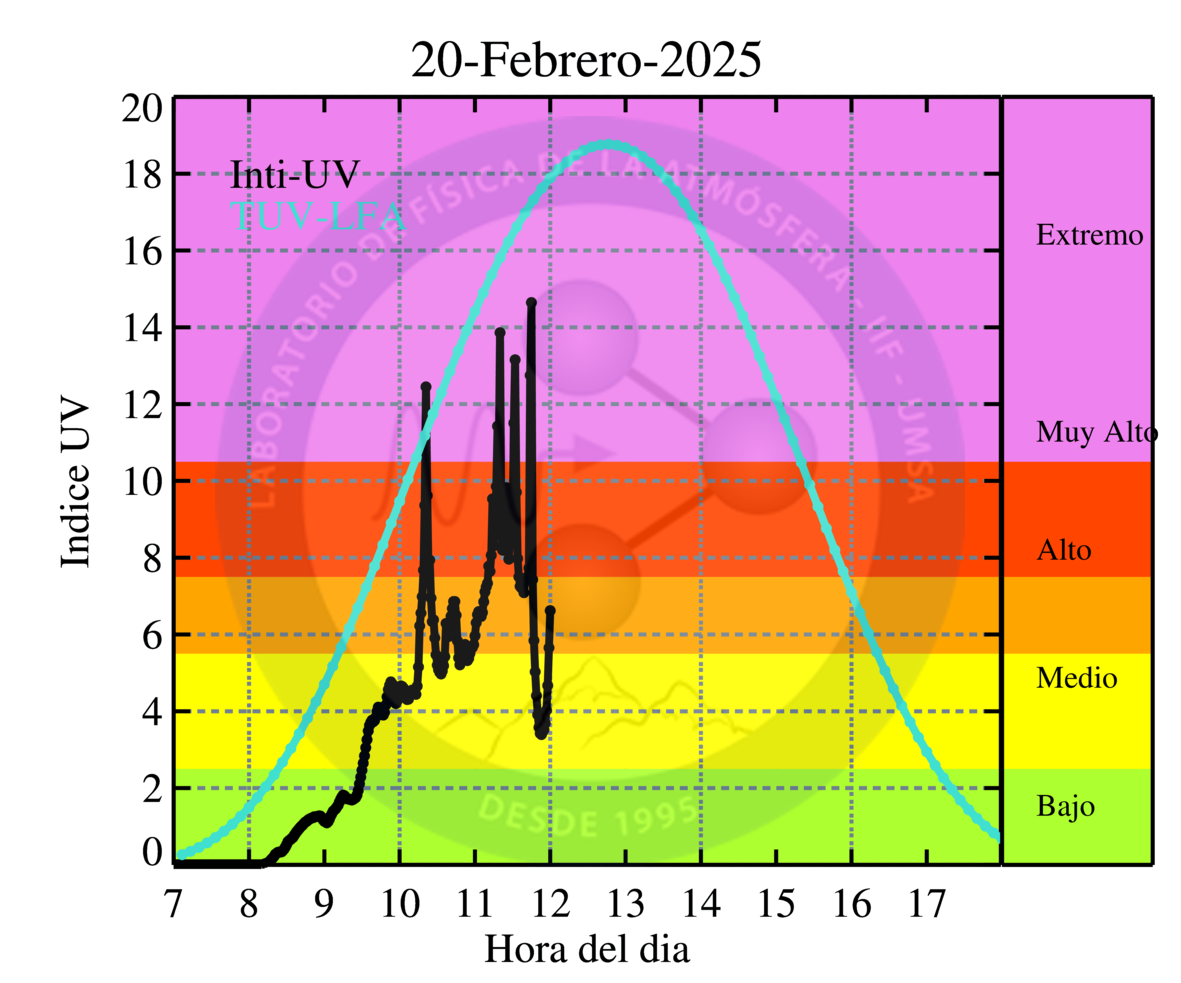 20-Febrero-2025
20
18
16
14
12
10
8
6
4
2
0
Indice UV
Inti-UV
TUV-LFA
LABORATORIO DE FÍSICA DE LA ATMÓSFERA - IIF - UMSA
DESDE 1995
Extremo
Muy Alto
Alto
Medio
Bajo
7 8 9 10 11 12 13 14 15 16 17
Hora del dia